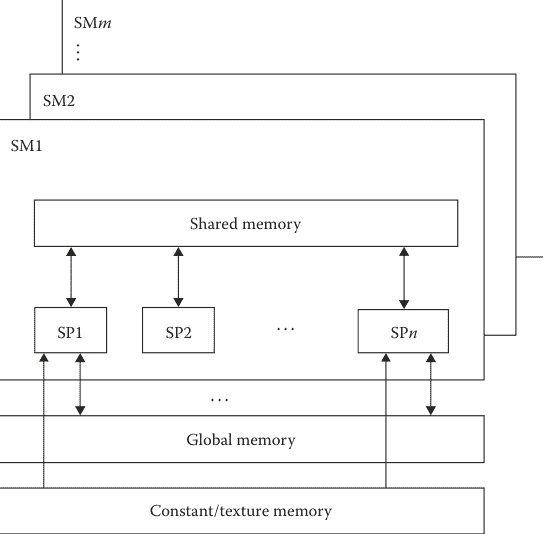 SMm
⋮
SM2
SM1
Shared memory
SP1 SP2 ... SPn
...
Global memory
Constant/texture memory